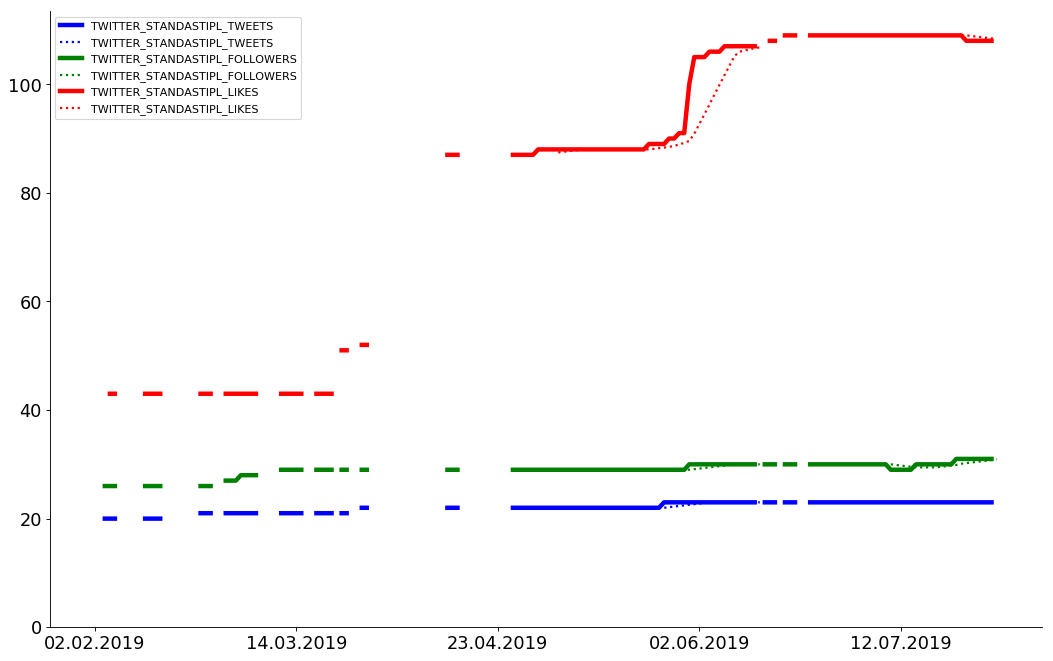 TWITTER_STANDASTIPL_TWEETS
TWITTER_STANDASTIPL_TWEETS
TWITTER_STANDASTIPL_FOLLOWERS
TWITTER_STANDASTIPL_FOLLOWERS
TWITTER_STANDASTIPL_LIKES
TWITTER_STANDASTIPL_LIKES
100
80
60
40
20
0
02.02.2019 14.03.2019 23.04.2019 02.06.2019 12.07.2019